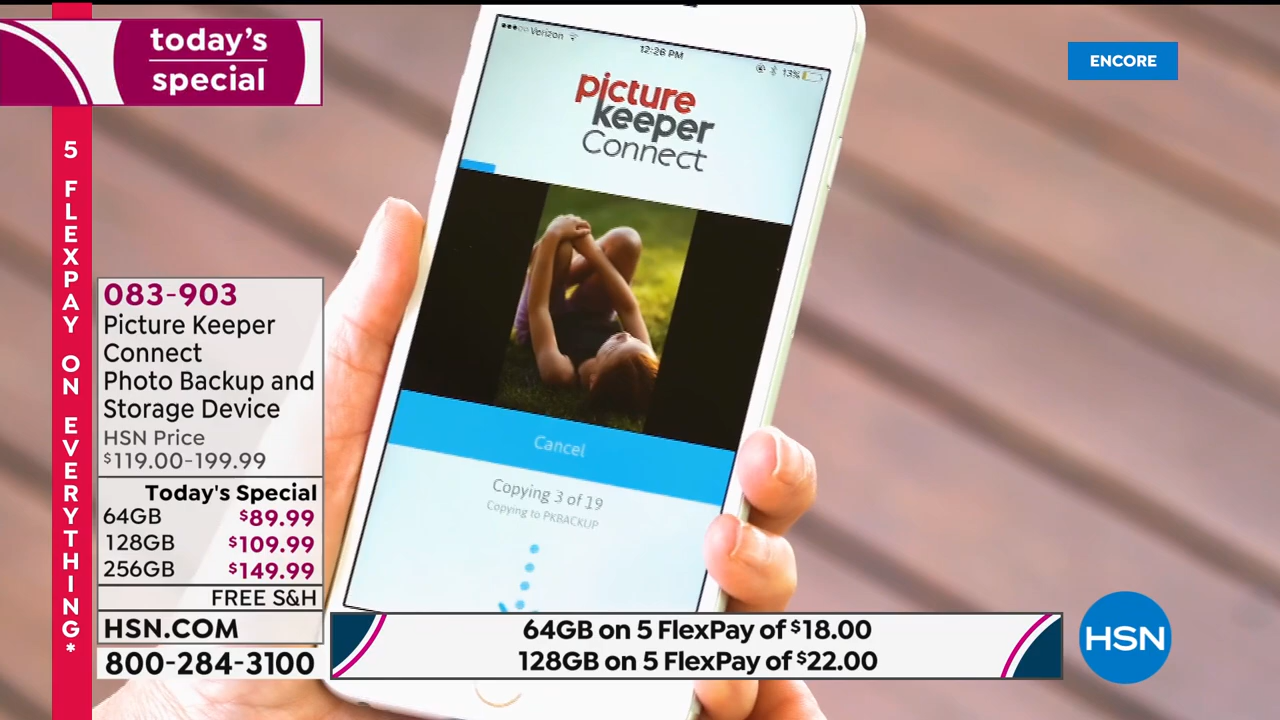 today's
special
ENCORE
5 FLEXPAY ON EVERYTHING*
Verizon
12:26 PM
13%
picture
keeper
Connect
Cancel
Copying 3 of 19
Copying to PKBACKUP
083-903
Picture Keeper
Connect
Photo Backup and
Storage Device
HSN Price
$119.00-199.99
Today's Special
64GB $89.99
128GB $109.99
256GB $149.99
FREE S&H
HSN.COM
800-284-3100
64GB on 5 FlexPay of $18.00
128GB on 5 FlexPay of $22.00
HSN